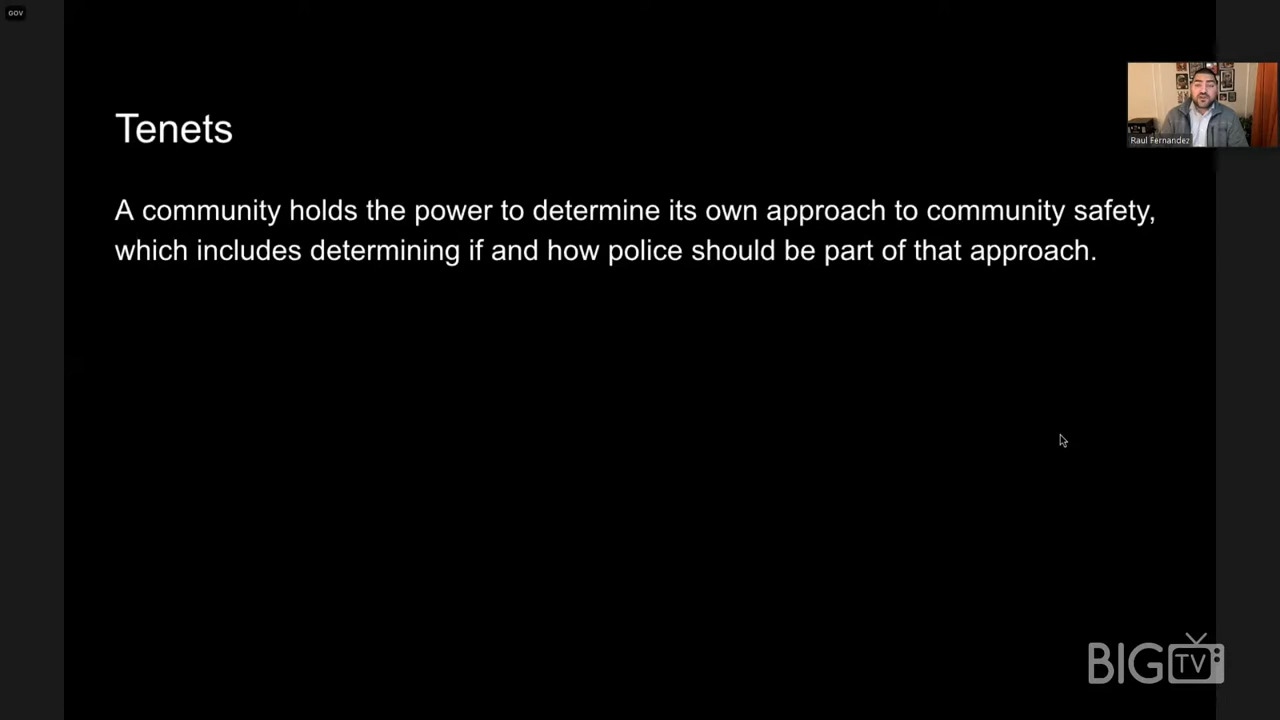 GOV
Tenets
Raul Fernandez
A community holds the power to determine its own approach to community safety,
which includes determining if and how police should be part of that approach.
BIG TV